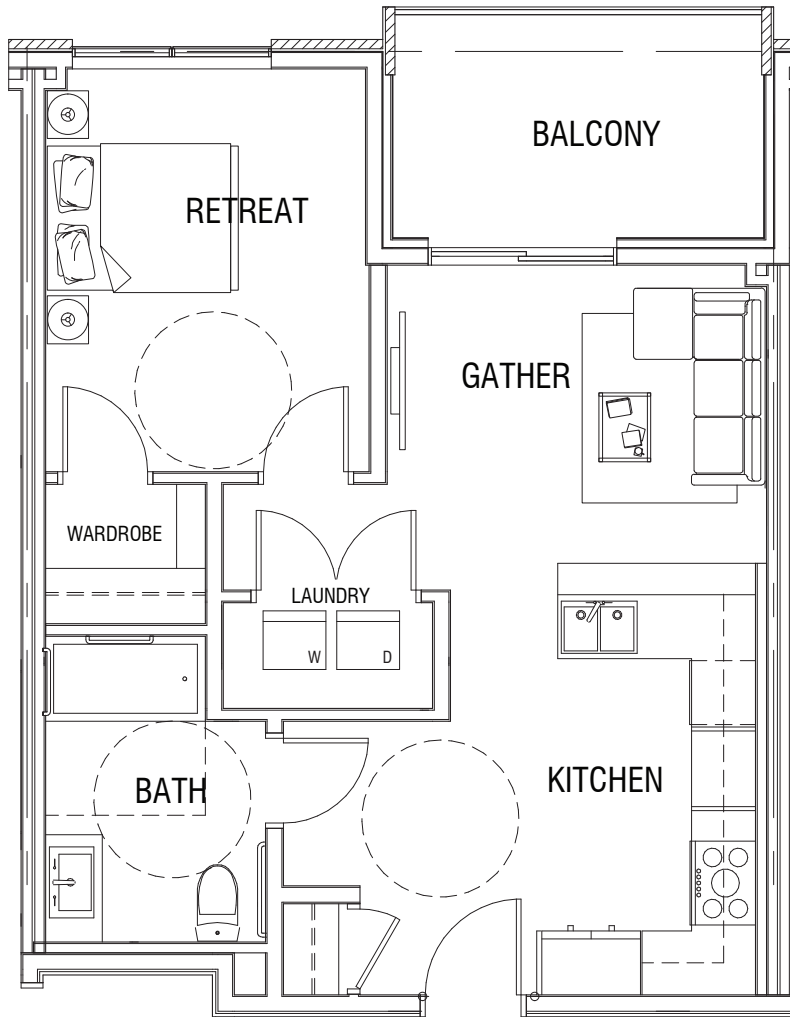 BALCONY
RETREAT
GATHER
WARDROBE
LAUNDRY
W
D
KITCHEN
BATH